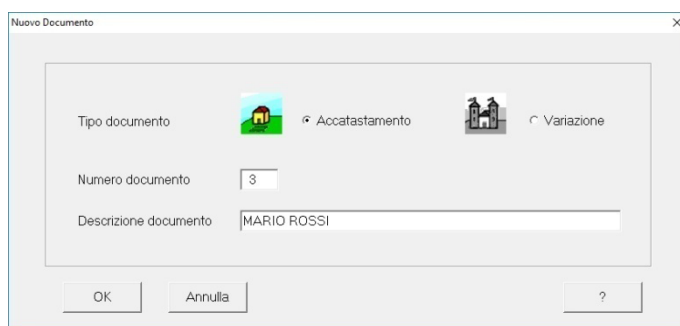 Nuovo Documento
Tipo documento Accatastamento Variazione
Numero documento 3
Descrizione documento MARIO ROSSI
OK Annulla ?